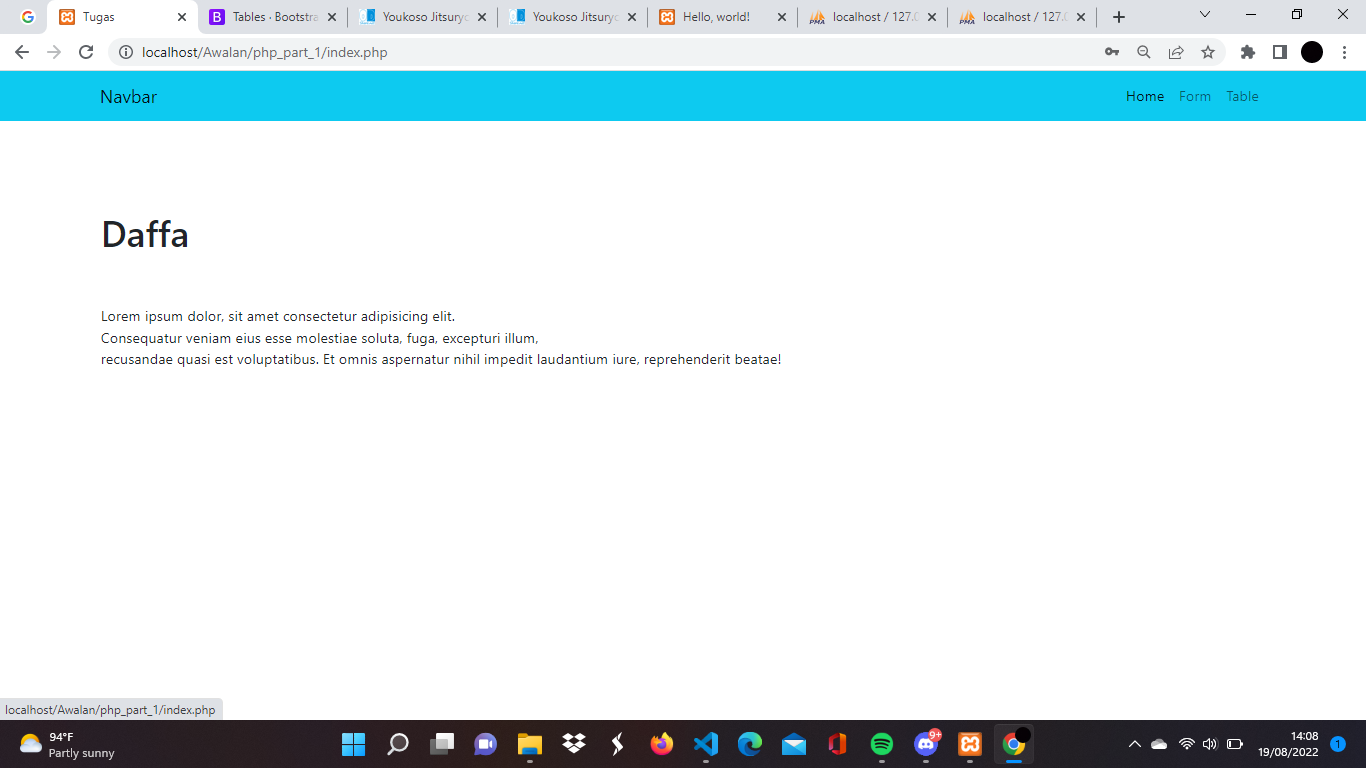 Tugas
Tables · Bootstra
Youkoso Jitsuryo
Youkoso Jitsuryo
Hello, world!
localhost / 127.0
localhost / 127.0
localhost/Awalan/php_part_1/index.php
Navbar
Home
Form
Table
Daffa
Lorem ipsum dolor, sit amet consectetur adipisicing elit.
Consequatur veniam eius esse molestiae soluta, fuga, excepturi illum,
recusandae quasi est voluptatibus. Et omnis aspernatur nihil impedit laudantium iure, reprehenderit beatae!
localhost/Awalan/php_part_1/index.php
94°F
Partly sunny
9+
14:08
19/08/2022
1